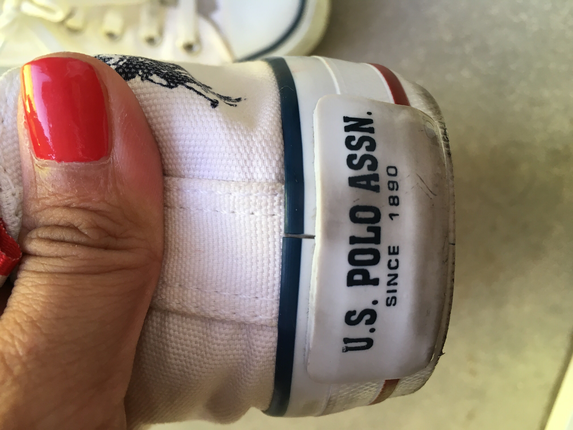 U.S. POLO ASSN.
SINCE 1890